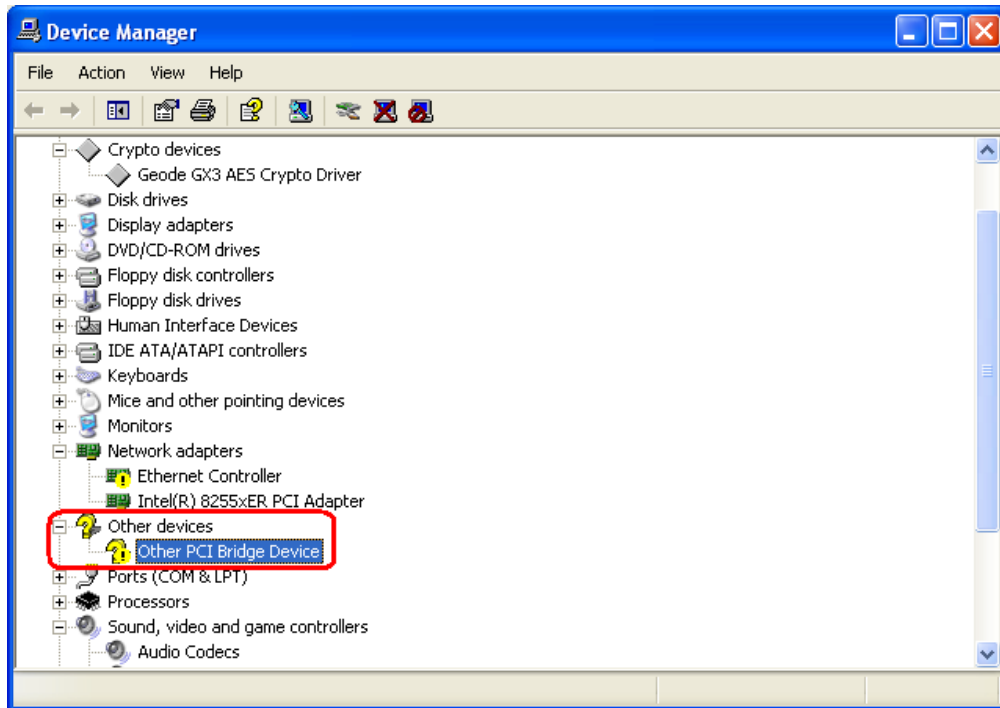 Device Manager
File Action View Help
Crypto devices
Geode GX3 AES Crypto Driver
Disk drives
Display adapters
DVD/CD-ROM drives
Floppy disk controllers
Floppy disk drives
Human Interface Devices
IDE ATA/ATAPI controllers
Keyboards
Mice and other pointing devices
Monitors
Network adapters
Ethernet Controller
Intel(R) 8255xER PCI Adapter
Other devices
Other PCI Bridge Device
Ports (COM & LPT)
Processors
Sound, video and game controllers
Audio Codecs